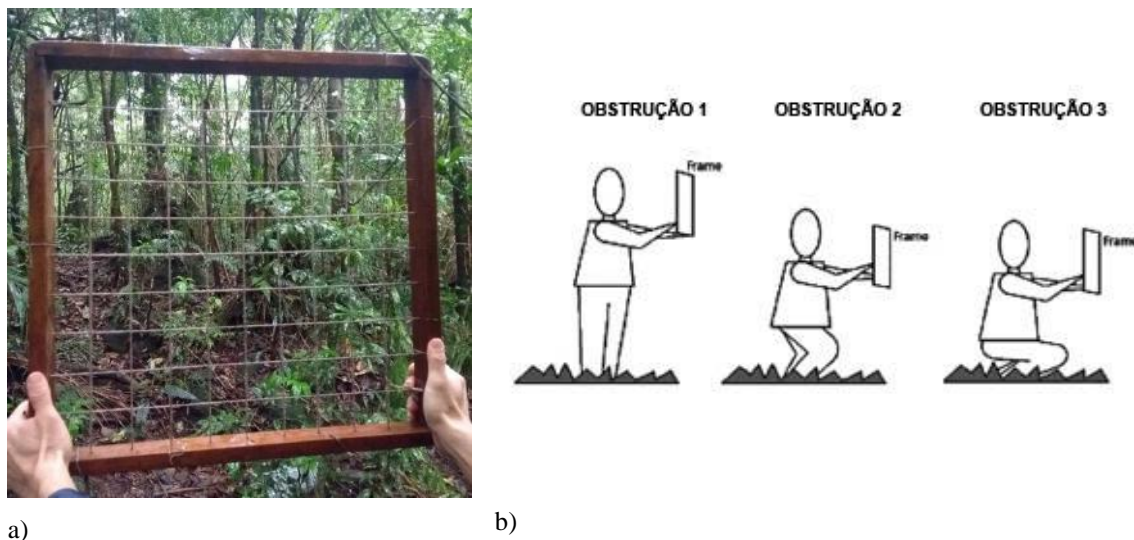 OBSTRUÇÃO 1 OBSTRUÇÃO 2 OBSTRUÇÃO 3
Frame
Frame
Frame
a)
b)